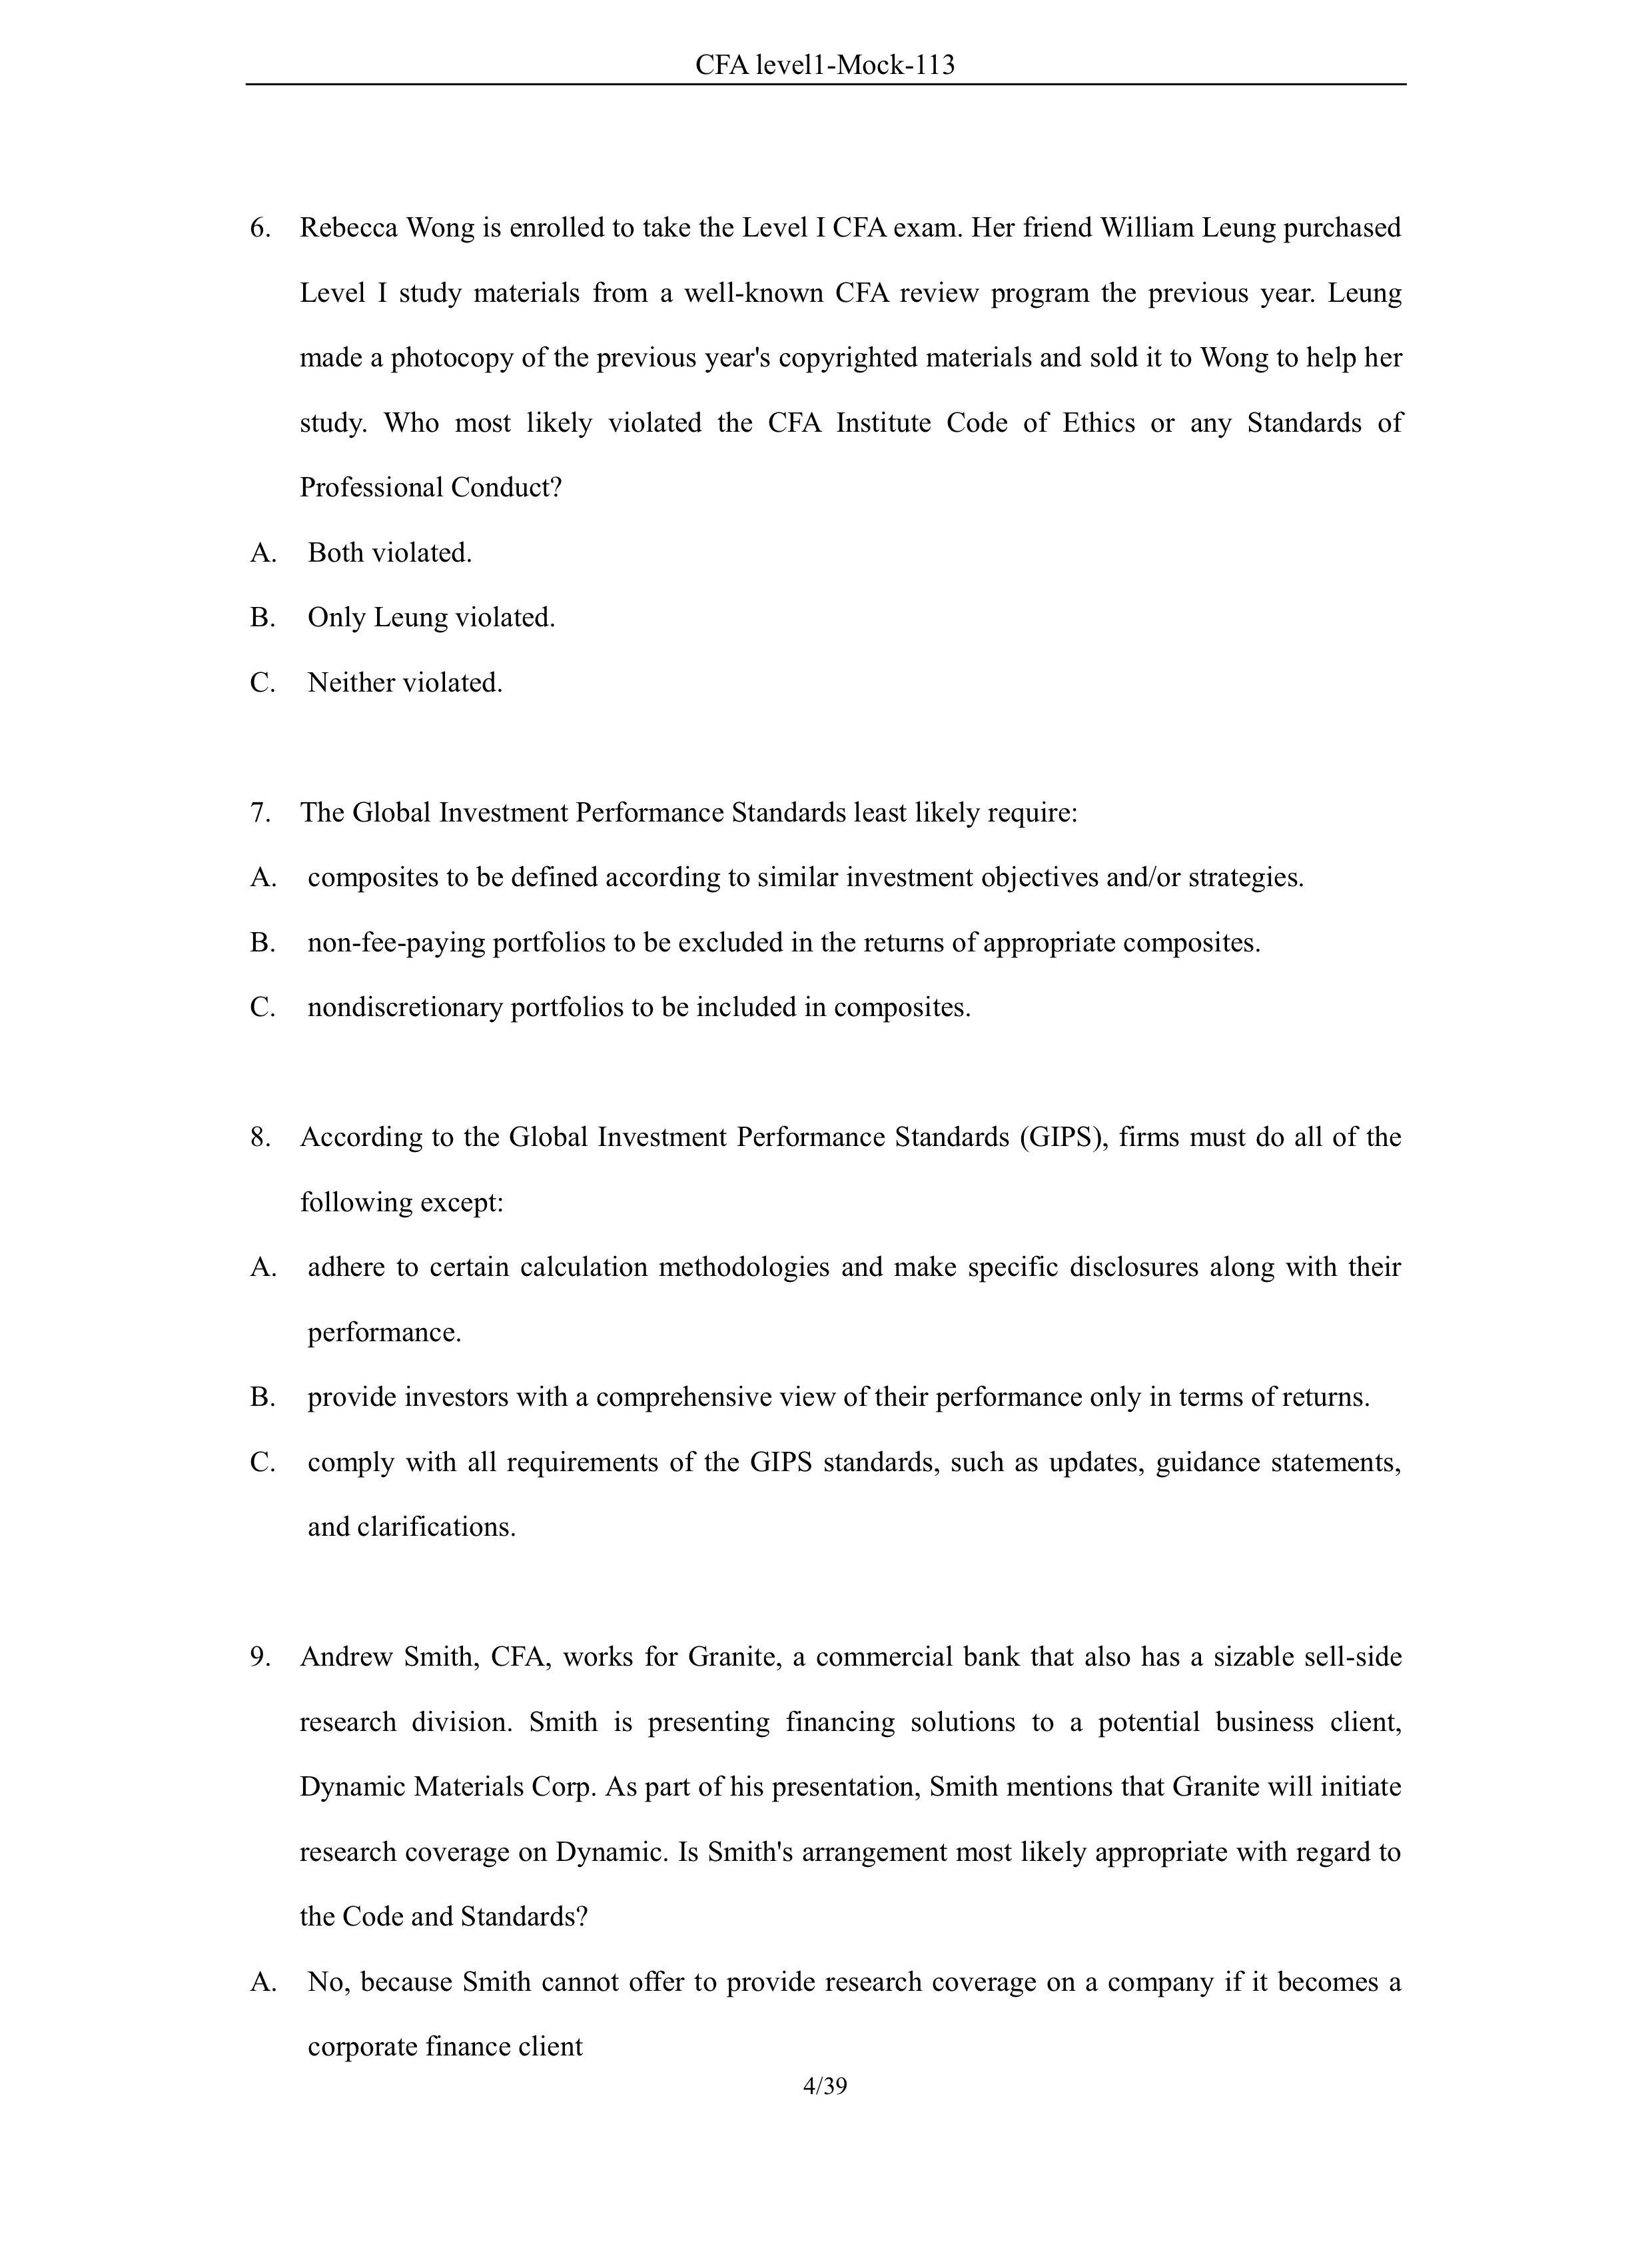 CFA level1-Mock-113
6. Rebecca Wong is enrolled to take the Level I CFA exam. Her friend William Leung purchased
Level I study materials from a well-known CFA review program the previous year. Leung
made a photocopy of the previous year's copyrighted materials and sold it to Wong to help her
study. Who most likely violated the CFA Institute Code of Ethics or any Standards of
Professional Conduct?
A. Both violated.
B. Only Leung violated.
C. Neither violated.
7. The Global Investment Performance Standards least likely require:
A. composites to be defined according to similar investment objectives and/or strategies.
B. non-fee-paying portfolios to be excluded in the returns of appropriate composites.
C. nondiscretionary portfolios to be included in composites.
8. According to the Global Investment Performance Standards (GIPS), firms must do all of the
following except:
A. adhere to certain calculation methodologies and make specific disclosures along with their
performance.
B. provide investors with a comprehensive view of their performance only in terms of returns.
C. comply with all requirements of the GIPS standards, such as updates, guidance statements,
and clarifications.
9. Andrew Smith, CFA, works for Granite, a commercial bank that also has a sizable sell-side
research division. Smith is presenting financing solutions to a potential business client,
Dynamic Materials Corp. As part of his presentation, Smith mentions that Granite will initiate
research coverage on Dynamic. Is Smith's arrangement most likely appropriate with regard to
the Code and Standards?
A. No, because Smith cannot offer to provide research coverage on a company if it becomes a
corporate finance client
4/39